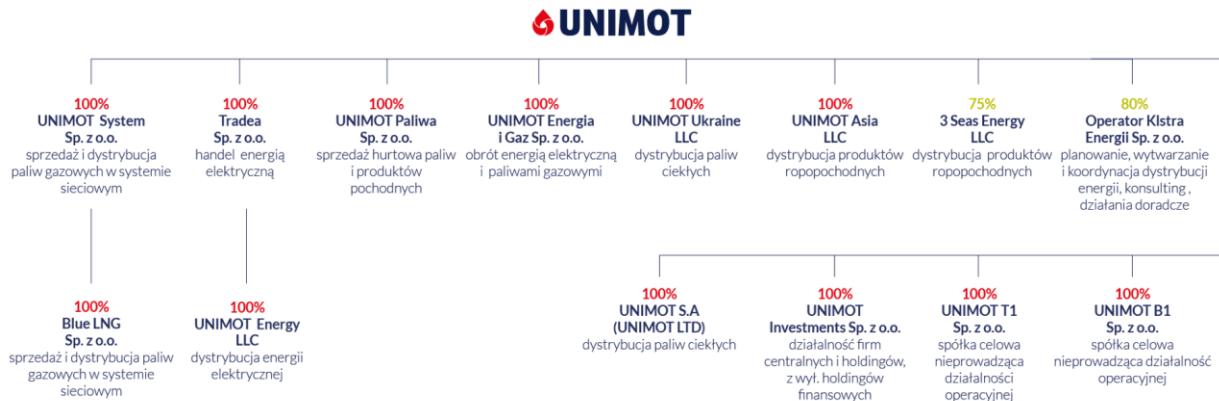 UNIMOT
100%
UNIMOT System
Sp. z o.o.
sprzedaż i dystrybucja
paliw gazowych w systemie
sieciowym
100%
Tradea
Sp. z o.o.
handel energią
elektryczną
100%
UNIMOT Paliwa
Sp. z o.o.
sprzedaż hurtowa paliw
i produktów
pochodnych
100%
UNIMOT Energia
i Gaz Sp. z o.o.
obrót energią elektryczną
i paliwami gazowymi
100%
UNIMOT Ukraine
LLC
dystrybucja paliw
ciekłych
100%
UNIMOT Asia
LLC
dystrybucja produktów
ropopochodnych
75%
3 Seas Energy
LLC
dystrybucja produktów
ropopochodnych
80%
Operator Klstra
Energii Sp. z o.o.
planowanie, wytwarzanie
i koordynacja dystrybucji
energii, konsulting ,
działania doradcze
100%
Blue LNG
Sp. z o.o.
sprzedaż i dystrybucja paliw
gazowych w systemie
sieciowym
100%
UNIMOT Energy
LLC
dystrybucja energii
elektrycznej
100%
UNIMOT S.A
(UNIMOT LTD)
dystrybucja paliw ciekłych
100%
UNIMOT
Investments Sp. z o.o.
działalność firm
centralnych i holdingów,
z wył. holdingów
finansowych
100%
UNIMOT T1
Sp. z o.o.
spółka celowa
nieprowadząca
działalności
operacyjnej
100%
UNIMOT B1
Sp. z o.o.
spółka celowa
nieprowadząca działalność
operacyjnej